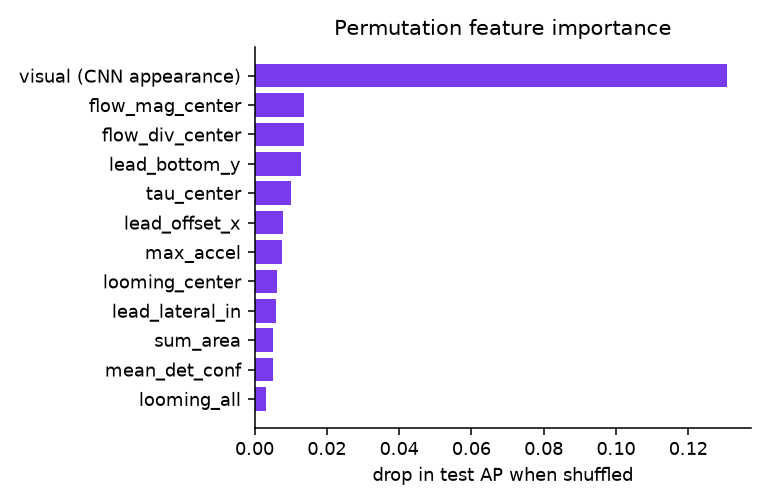 Permutation feature importance
visual (CNN appearance)
flow_mag_center
flow_div_center
lead_bottom_y
tau_center
lead_offset_x
max_accel
looming_center
lead_lateral_in
sum_area
mean_det_conf
looming_all
0.00 0.02 0.04 0.06 0.08 0.10 0.12
drop in test AP when shuffled